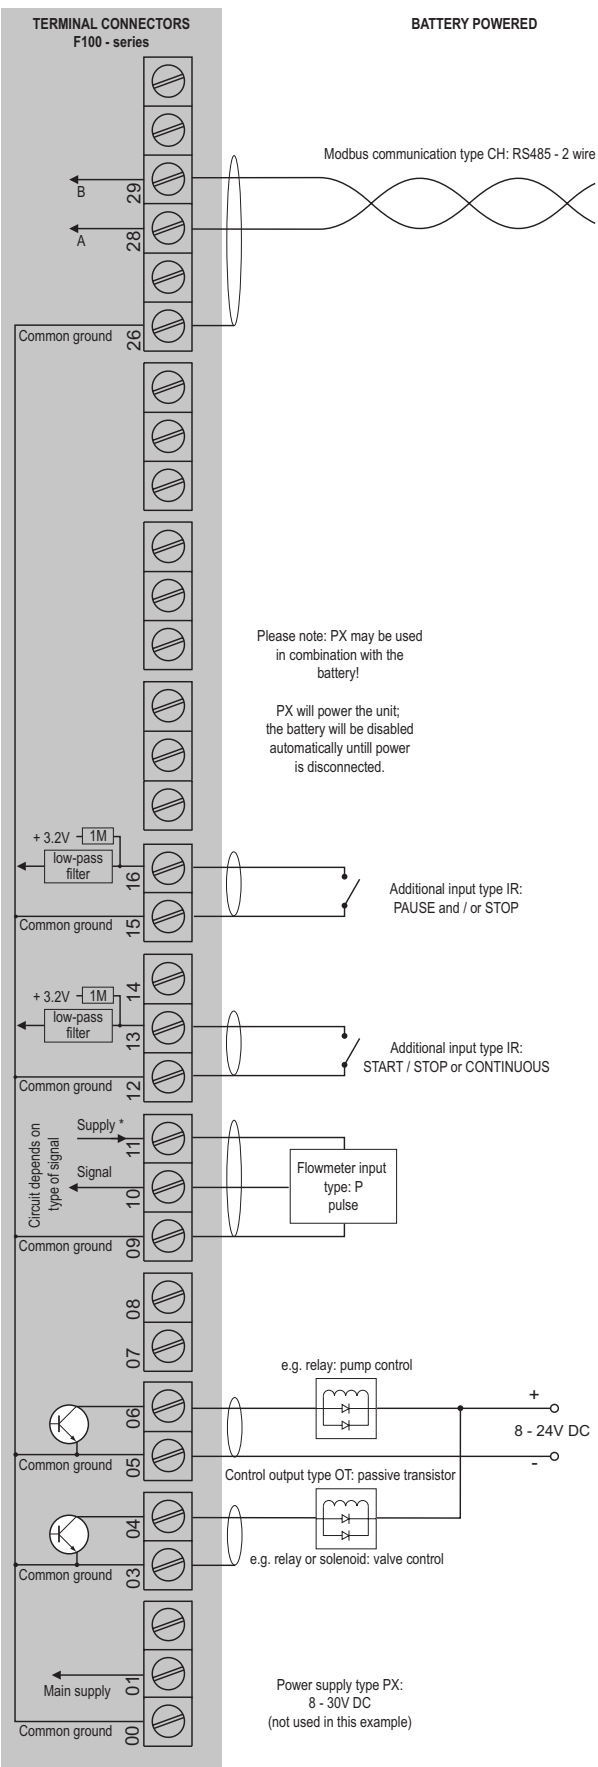 TERMINAL CONNECTORS
F100 - series
BATTERY POWERED
Modbus communication type CH: RS485 - 2 wire
B
29
A
28
Common ground
26
Please note: PX may be used
in combination with the
battery!
PX will power the unit;
the battery will be disabled
automatically untill power
is disconnected.
+ 3.2V
1M
low-pass
filter
16
Additional input type IR:
PAUSE and / or STOP
Common ground
15
14
+ 3.2V
1M
low-pass
filter
13
Additional input type IR:
START / STOP or CONTINUOUS
Common ground
12
Circuit depends on
type of signal
Supply *
11
Signal
10
Flowmeter input
type: P
pulse
Common ground
09
08
07
e.g. relay: pump control
06
+
8 - 24V DC
-
Common ground
05
Control output type OT: passive transistor
04
e.g. relay or solenoid: valve control
Common ground
03
01
Main supply
Power supply type PX:
8 - 30V DC
(not used in this example)
Common ground
00